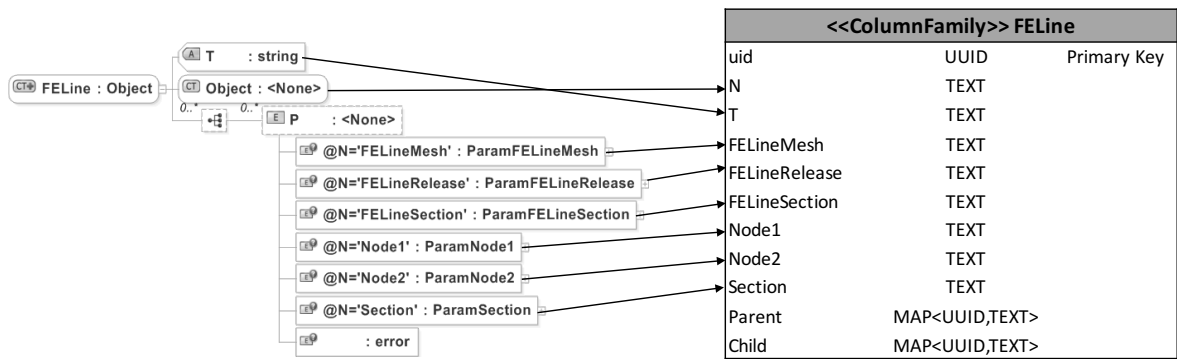 A T : string
CT FELine : Object
CT Object : <None>
0..*
0..*
E P : <None>
E @N='FELineMesh' : ParamFELineMesh
E @N='FELineRelease' : ParamFELineRelease
E @N='FELineSection' : ParamFELineSection
E @N='Node1' : ParamNode1
E @N='Node2' : ParamNode2
E @N='Section' : ParamSection
E : error
<<ColumnFamily>> FELine
uid UUID Primary Key
N TEXT
T TEXT
FELineMesh TEXT
FELineRelease TEXT
FELineSection TEXT
Node1 TEXT
Node2 TEXT
Section TEXT
Parent MAP<UUID,TEXT>
Child MAP<UUID,TEXT>